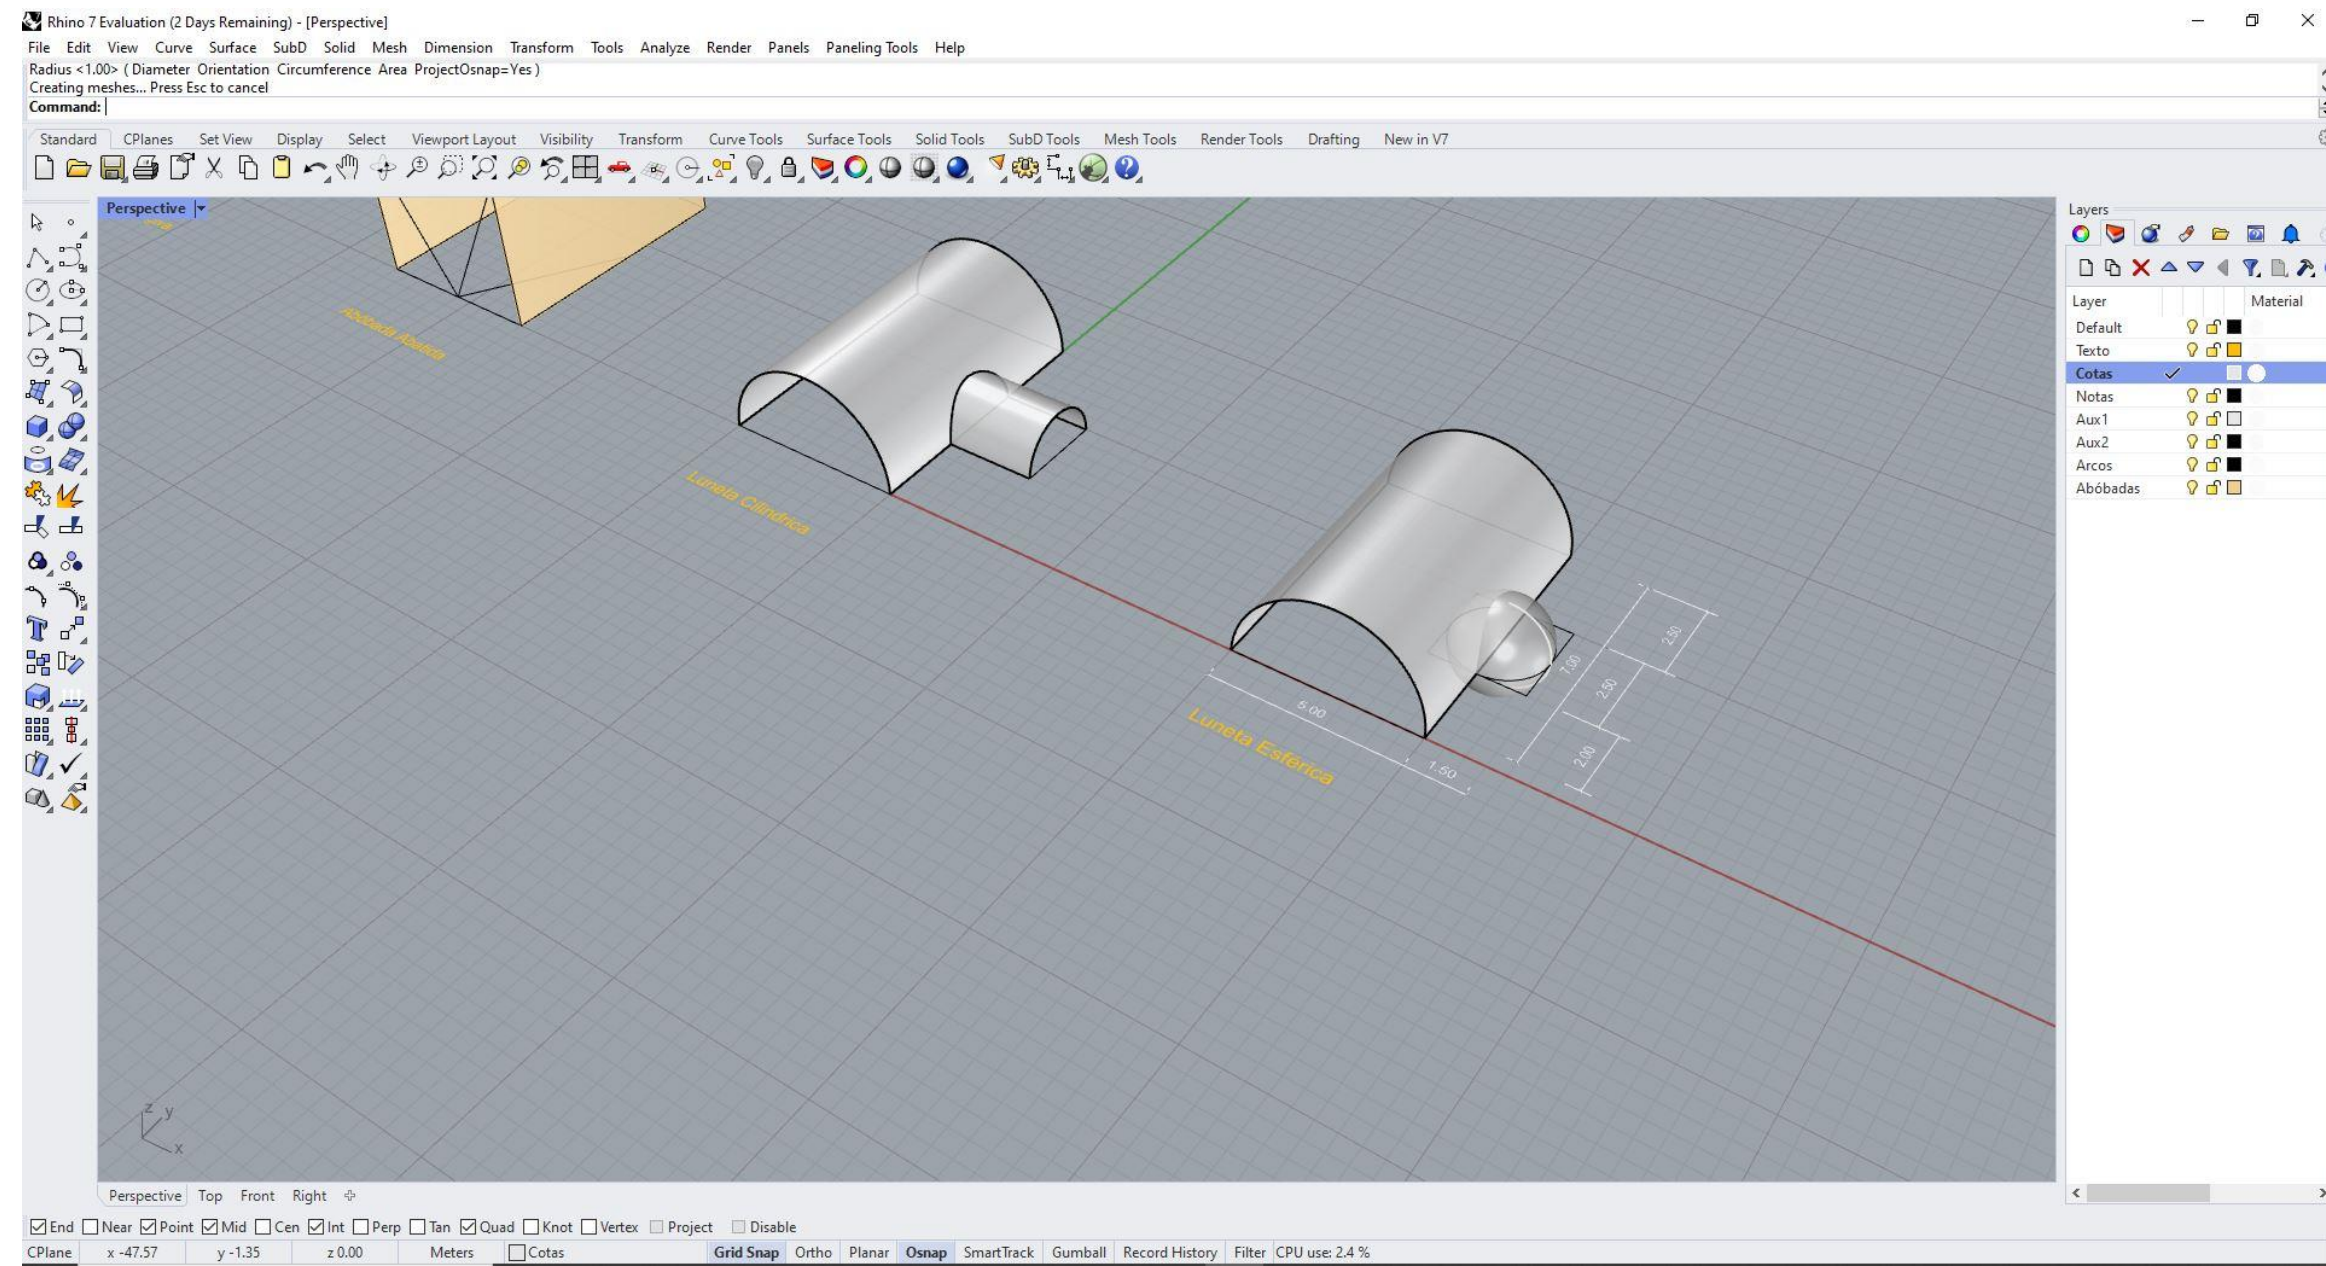 Rhino 7 Evaluation (2 Days Remaining) - [Perspective]
File Edit View Curve Surface SubD Solid Mesh Dimension Transform Tools Analyze Render Panels Paneling Tools Help
Radius <1.00> ( Diameter Orientation Circumference Area ProjectOsnap=Yes )
Creating meshes... Press Esc to cancel
Command:
Standard CPlanes Set View Display Select Viewport Layout Visibility Transform Curve Tools Surface Tools Solid Tools SubD Tools Mesh Tools Render Tools Drafting New in V7
Perspective
Layers
Layer Material
Default
Texto
Cotas
Notas
Aux1
Aux2
Arcos
Abóbadas
Abóbada Abatida
Luneta Cilíndrica
Luneta Esférica
5.00
1.50
7.00
2.50
2.50
2.00
z y
x
Perspective Top Front Right
End Near Point Mid Cen Int Perp Tan Quad Knot Vertex Project Disable
CPlane x -47.57 y -1.35 z 0.00 Meters Cotas Grid Snap Ortho Planar Osnap SmartTrack Gumball Record History Filter CPU use: 2.4 %